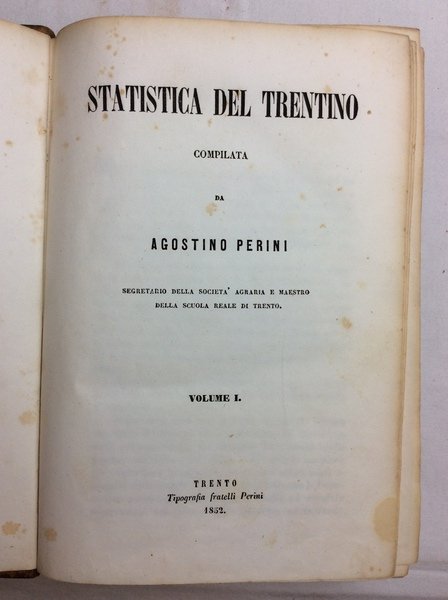 STATISTICA DEL TRENTINO
COMPILATA
DA
AGOSTINO PERINI
SEGRETARIO DELLA SOCIETA' AGRARIA E MAESTRO
DELLA SCUOLA REALE DI TRENTO.
VOLUME I.
TRENTO
Tipografia fratelli Perini
1852.